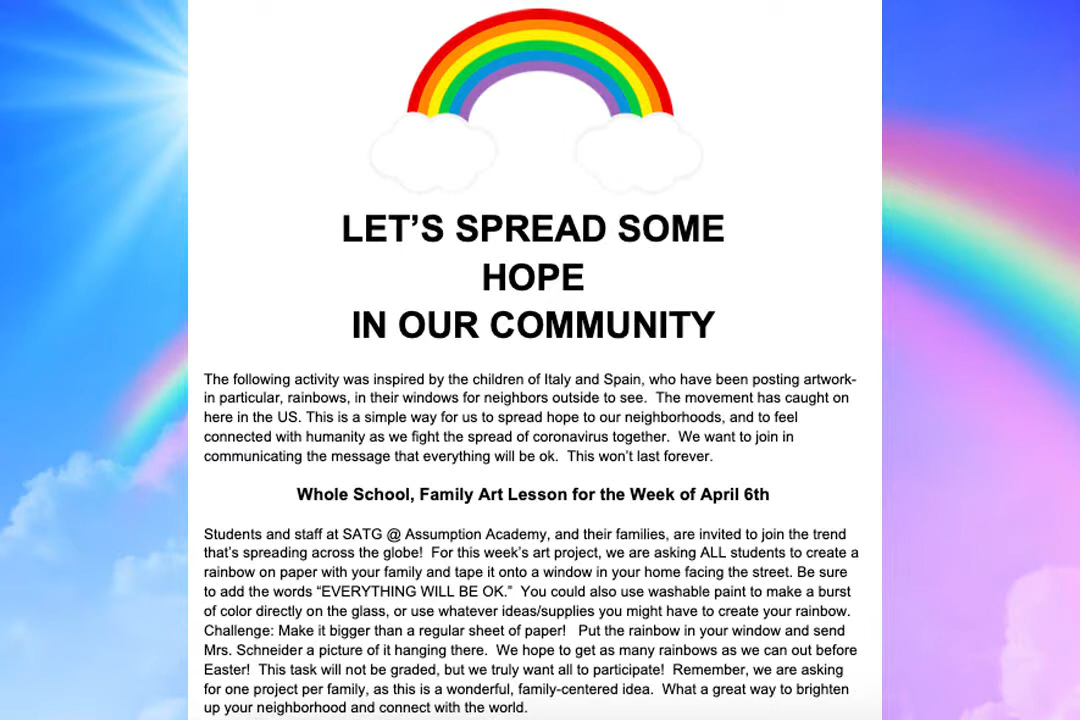 LET’S SPREAD SOME
HOPE
IN OUR COMMUNITY
The following activity was inspired by the children of Italy and Spain, who have been posting artwork-
in particular, rainbows, in their windows for neighbors outside to see.  The movement has caught on
here in the US. This is a simple way for us to spread hope to our neighborhoods, and to feel
connected with humanity as we fight the spread of coronavirus together.  We want to join in
communicating the message that everything will be ok.  This won’t last forever.
Whole School, Family Art Lesson for the Week of April 6th
Students and staff at SATG @ Assumption Academy, and their families, are invited to join the trend
that’s spreading across the globe!  For this week’s art project, we are asking ALL students to create a
rainbow on paper with your family and tape it onto a window in your home facing the street. Be sure
to add the words “EVERYTHING WILL BE OK.”  You could also use washable paint to make a burst
of color directly on the glass, or use whatever ideas/supplies you might have to create your rainbow.
Challenge: Make it bigger than a regular sheet of paper!   Put the rainbow in your window and send
Mrs. Schneider a picture of it hanging there.  We hope to get as many rainbows as we can out before
Easter!  This task will not be graded, but we truly want all to participate!  Remember, we are asking
for one project per family, as this is a wonderful, family-centered idea.  What a great way to brighten
up your neighborhood and connect with the world.